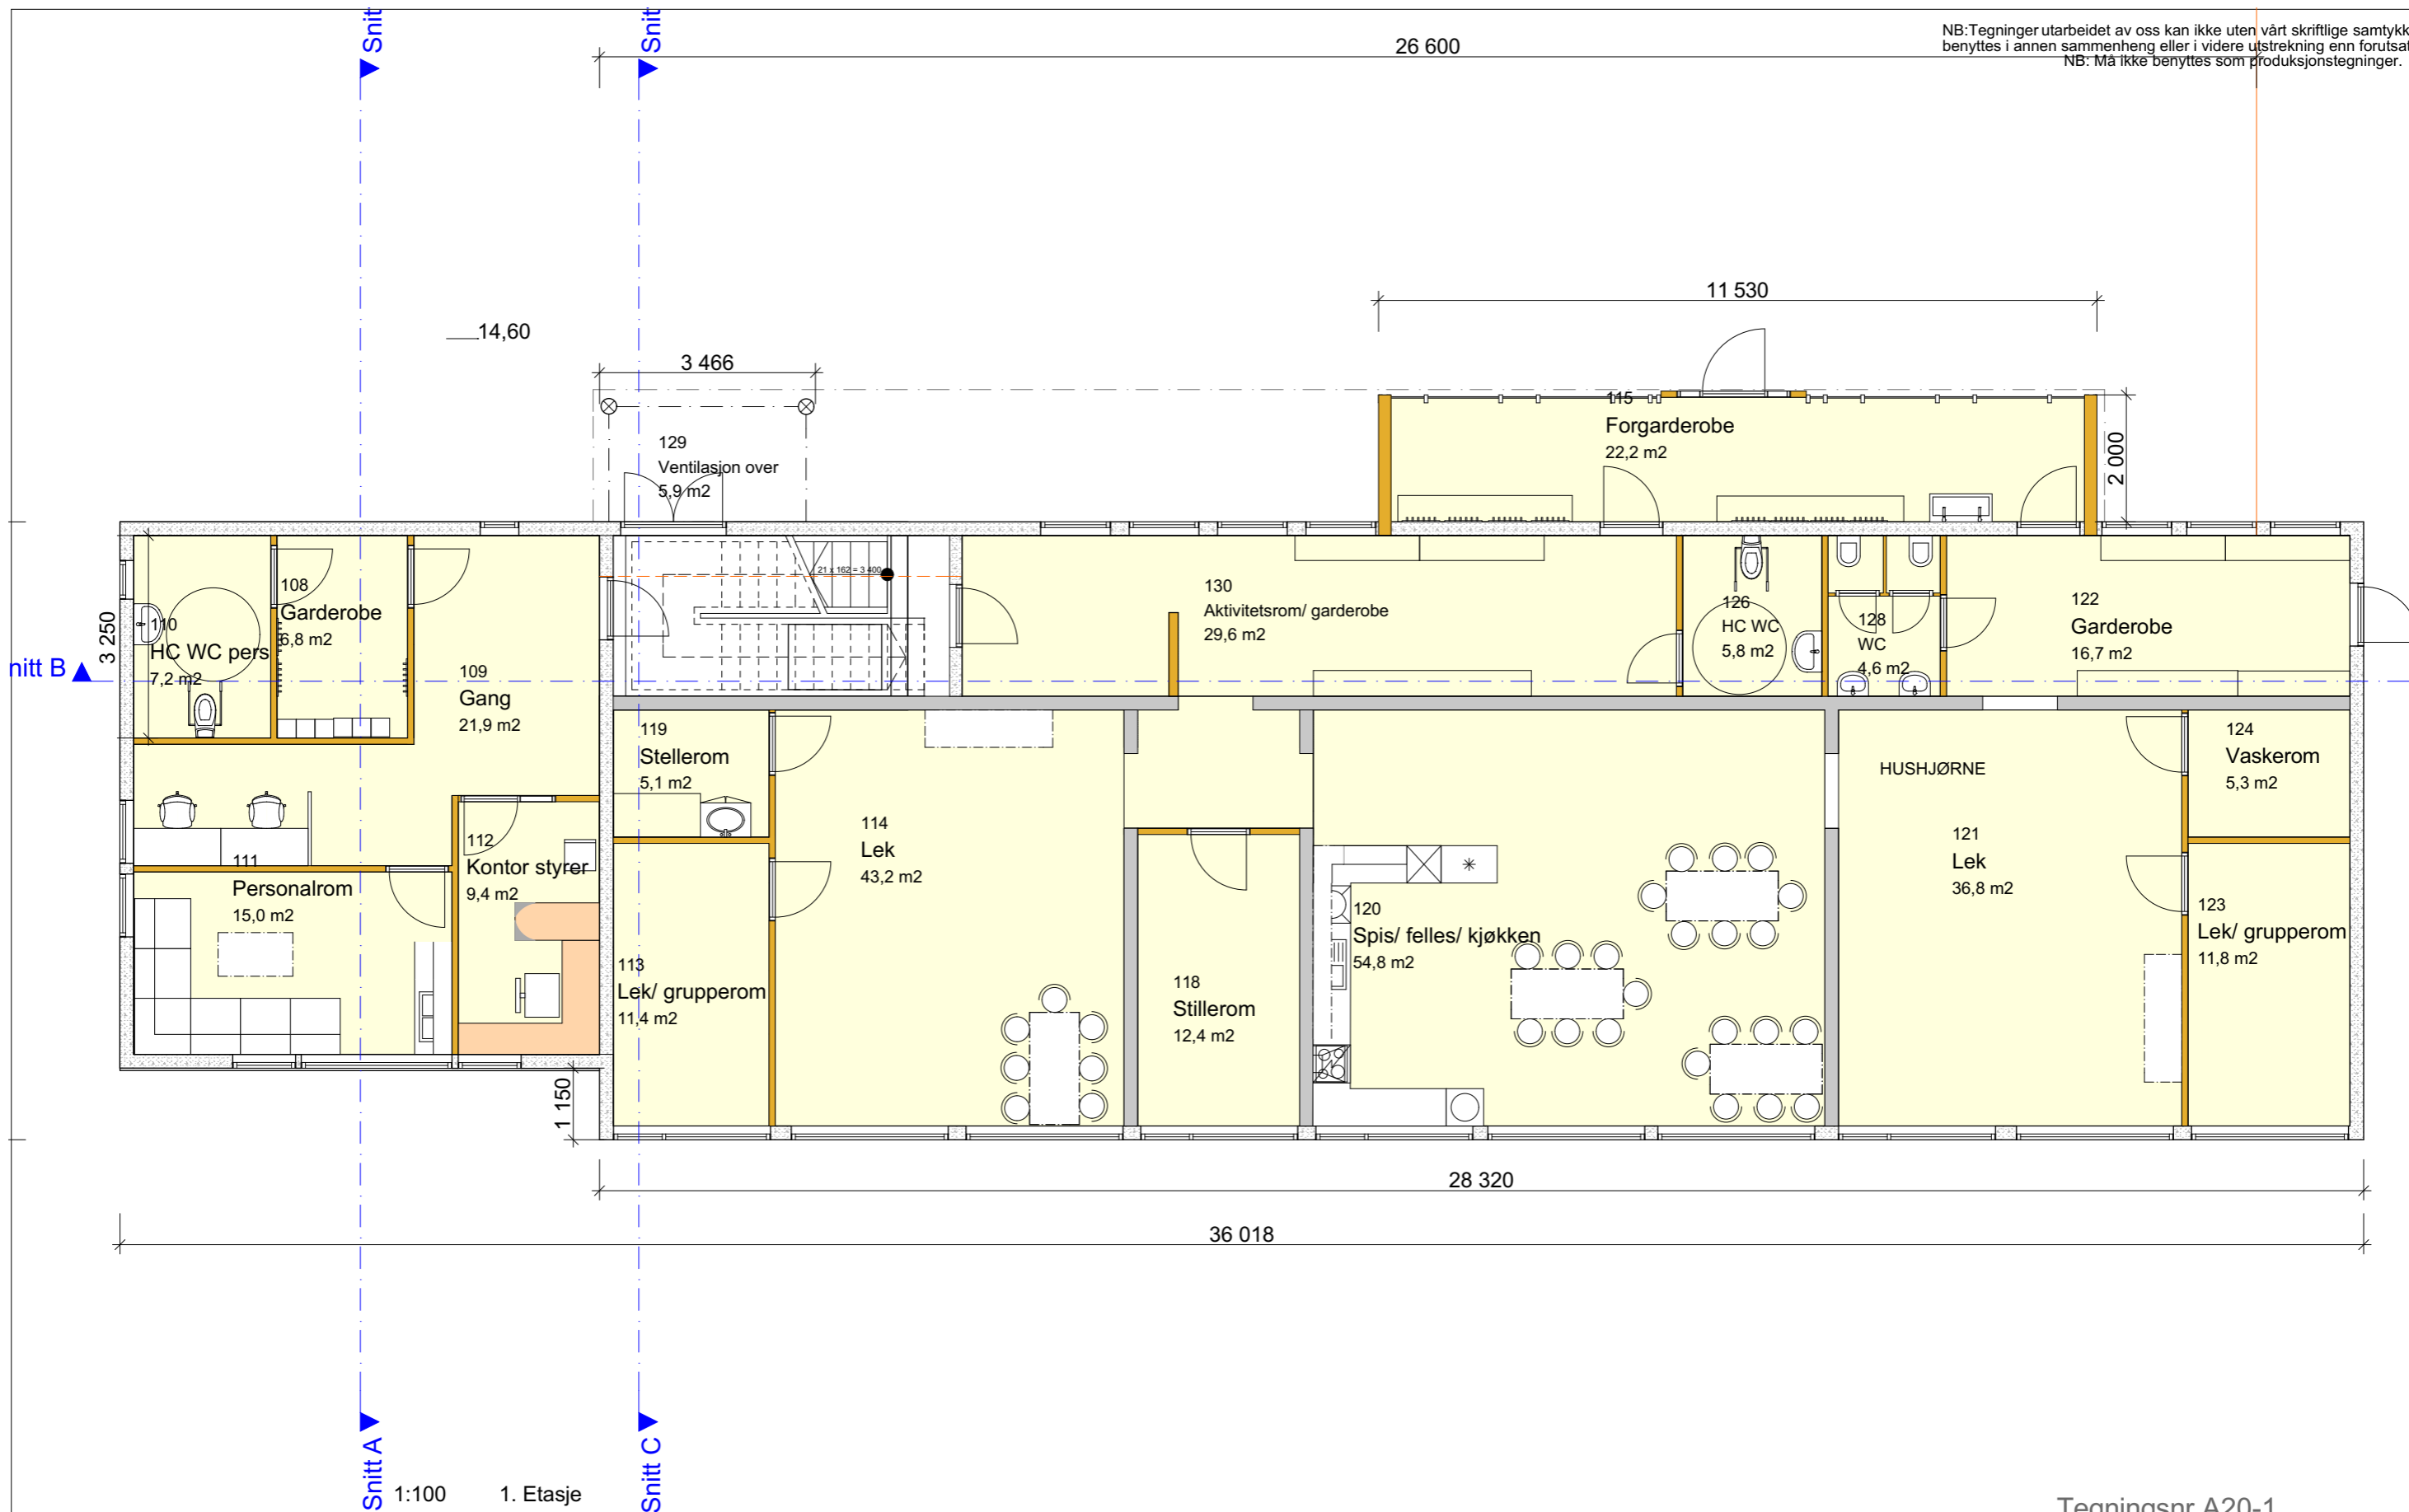 Snit
Snit
26 600
NB:Tegninger utarbeidet av oss kan ikke uten vårt skriftlige samtykk
benyttes i annen sammenheng eller i videre utstrekning enn forutsat
NB: Må ikke benyttes som produksjonstegninger.
11 530
14,60
3 466
2 000
129
Ventilasjon over
5,9 m2
115
Forgarderobe
22,2 m2
3 250
nitt B
110
HC WC pers
7,2 m2
108
Garderobe
6,8 m2
109
Gang
21,9 m2
21 x 162 = 3 400
130
Aktivitetsrom/ garderobe
29,6 m2
126
HC WC
5,8 m2
128
WC
4,6 m2
122
Garderobe
16,7 m2
119
Stellerom
5,1 m2
HUSHJØRNE
124
Vaskerom
5,3 m2
111
Personalrom
15,0 m2
112
Kontor styrer
9,4 m2
114
Lek
43,2 m2
121
Lek
36,8 m2
113
Lek/ grupperom
11,4 m2
118
Stillerom
12,4 m2
120
Spis/ felles/ kjøkken
54,8 m2
123
Lek/ grupperom
11,8 m2
1 150
28 320
36 018
Snitt A
1:100
1. Etasje
Snitt C
Tegningsnr A20-1